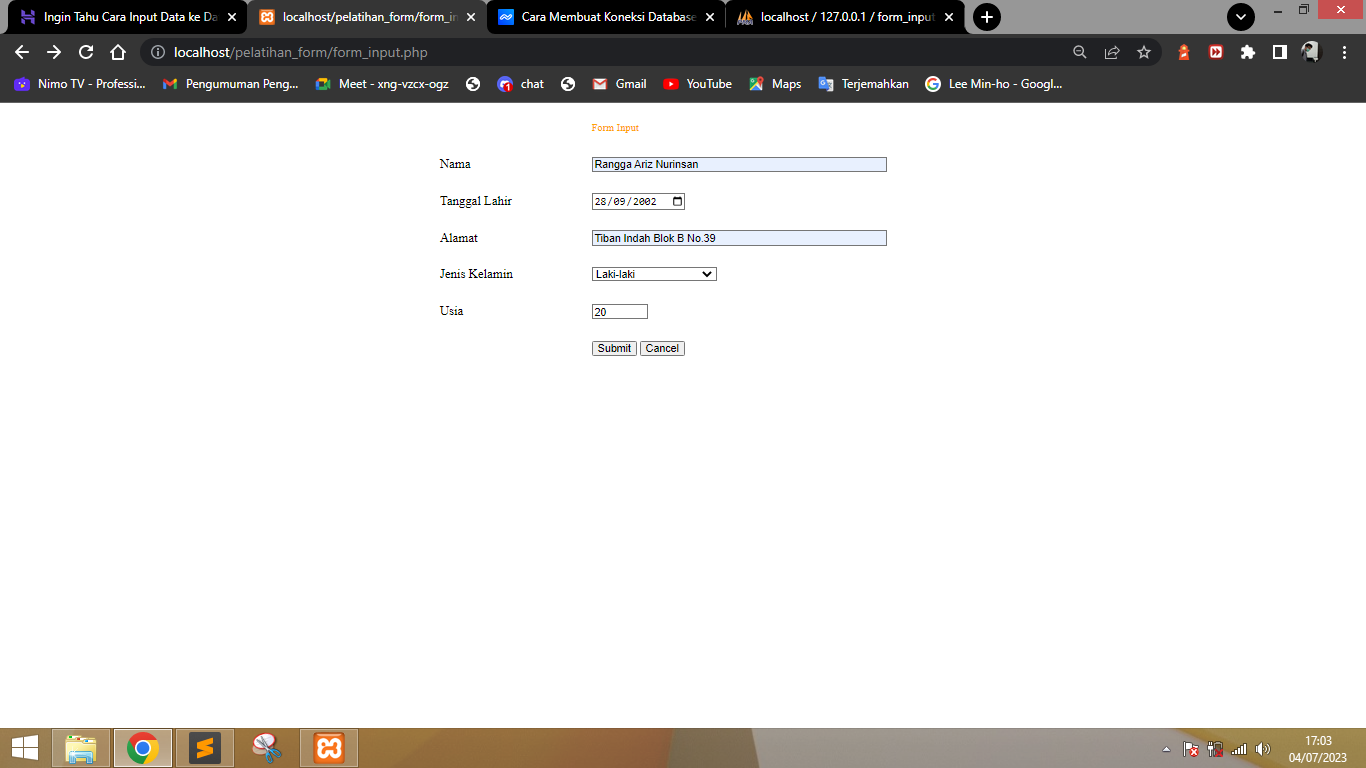 Ingin Tahu Cara Input Data ke Da
localhost/pelatihan_form/form_in
Cara Membuat Koneksi Database
localhost / 127.0.0.1 / form_input
localhost/pelatihan_form/form_input.php
Nimo TV - Professi... Pengumuman Peng... Meet - xng-vzcx-ogz chat Gmail YouTube Maps Terjemahkan Lee Min-ho - Googl...
Form Input
Nama Rangga Ariz Nurinsan
Tanggal Lahir 28/09/2002
Alamat Tiban Indah Blok B No.39
Jenis Kelamin Laki-laki
Usia 20
Submit Cancel
17:03
04/07/2023